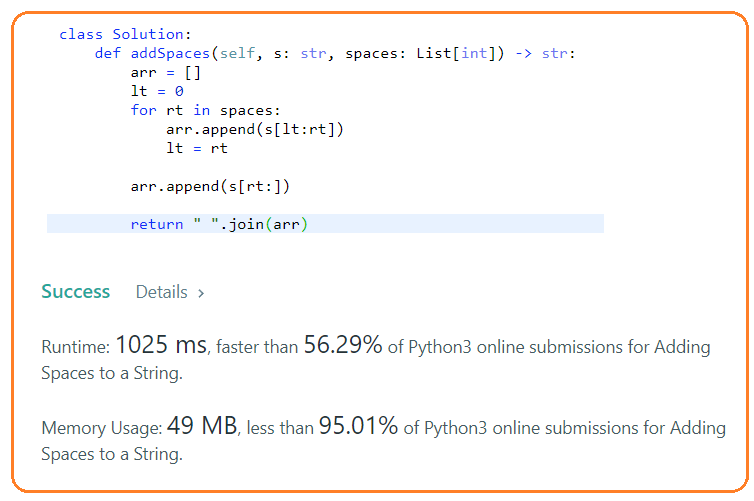 class Solution:
    def addSpaces(self, s: str, spaces: List[int]) -> str:
        arr = []
        lt = 0
        for rt in spaces:
            arr.append(s[lt:rt])
            lt = rt
        arr.append(s[rt:])
        return " ".join(arr)
Success Details >
Runtime: 1025 ms, faster than 56.29% of Python3 online submissions for Adding
Spaces to a String.
Memory Usage: 49 MB, less than 95.01% of Python3 online submissions for Adding
Spaces to a String.